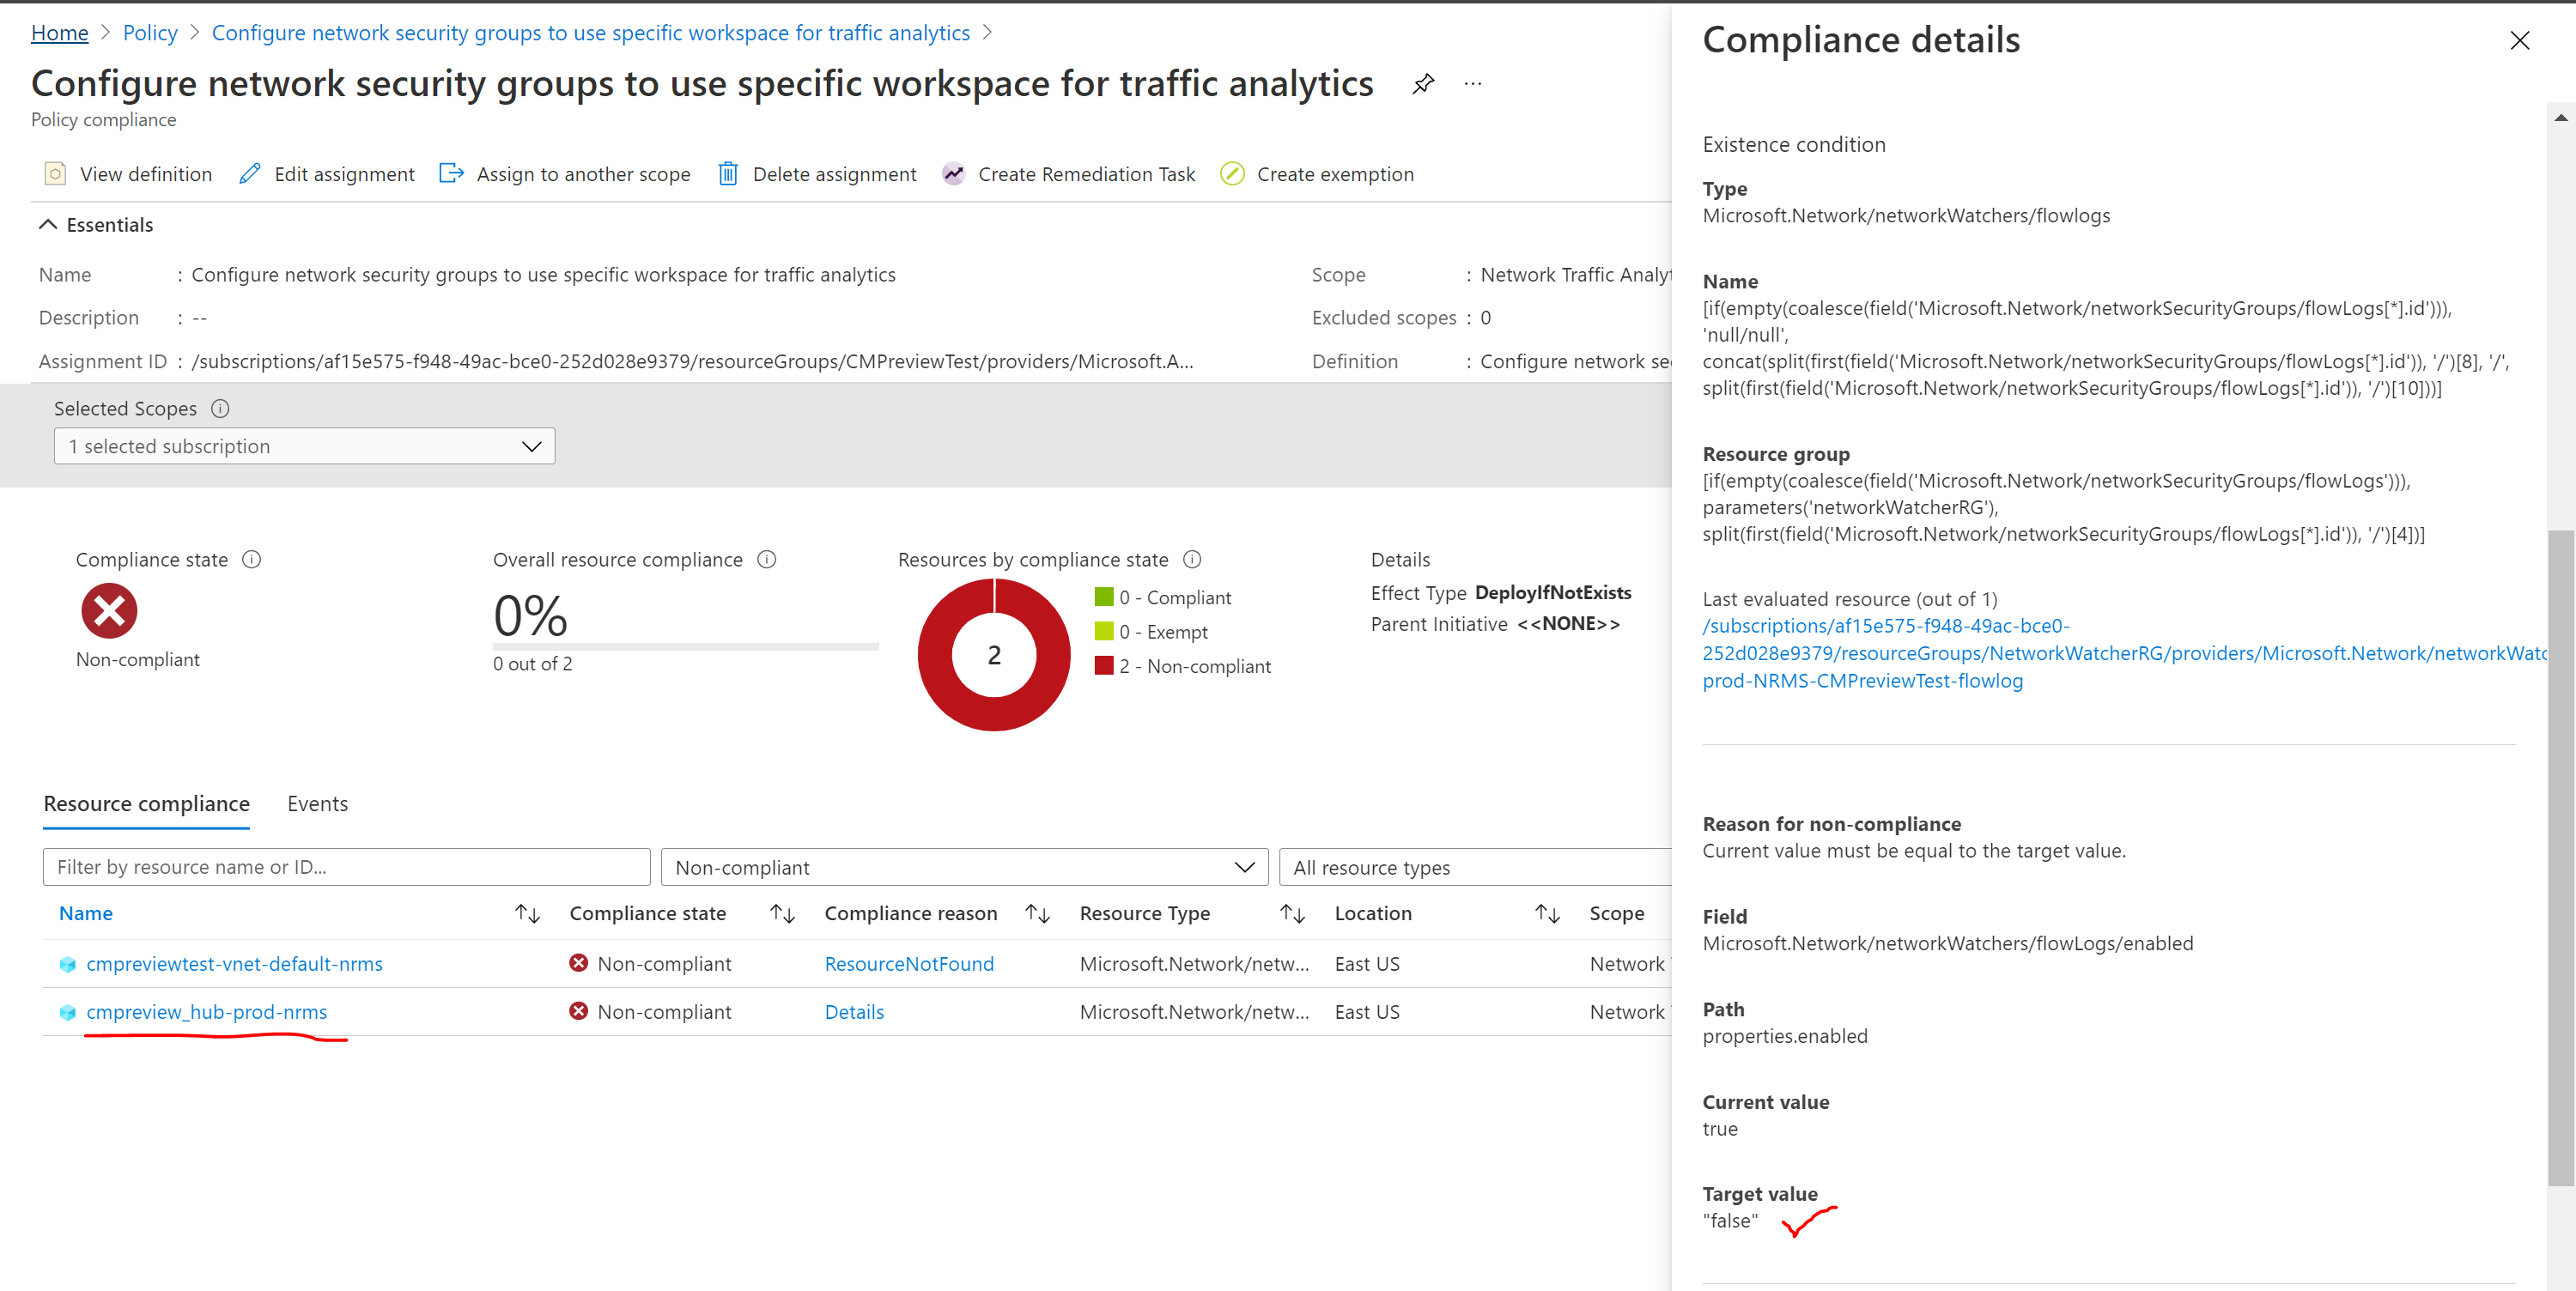 Home > Policy > Configure network security groups to use specific workspace for traffic analytics >
Configure network security groups to use specific workspace for traffic analytics ...
Policy compliance
View definition Edit assignment Assign to another scope Delete assignment Create Remediation Task Create exemption
Essentials
Name : Configure network security groups to use specific workspace for traffic analytics
Scope : Network Traffic Analyt
Description : --
Excluded scopes : 0
Assignment ID : /subscriptions/af15e575-f948-49ac-bce0-252d028e9379/resourceGroups/CMPreviewTest/providers/Microsoft.A...
Definition : Configure network sec
Selected Scopes
1 selected subscription
Compliance state
Non-compliant
Overall resource compliance
0%
0 out of 2
Resources by compliance state
2
0 - Compliant
0 - Exempt
2 - Non-compliant
Details
Effect Type DeployIfNotExists
Parent Initiative <<NONE>>
Resource compliance Events
Filter by resource name or ID...
Non-compliant
All resource types
Name Compliance state Compliance reason Resource Type Location Scope
cmpreviewtest-vnet-default-nrms Non-compliant ResourceNotFound Microsoft.Network/netw... East US Network
cmpreview_hub-prod-nrms Non-compliant Details Microsoft.Network/netw... East US Network
Compliance details
Existence condition
Type
Microsoft.Network/networkWatchers/flowlogs
Name
[if(empty(coalesce(field('Microsoft.Network/networkSecurityGroups/flowLogs[*].id'))),
'null/null',
concat(split(first(field('Microsoft.Network/networkSecurityGroups/flowLogs[*].id')), '/')[8], '/',
split(first(field('Microsoft.Network/networkSecurityGroups/flowLogs[*].id')), '/')[10]))]
Resource group
[if(empty(coalesce(field('Microsoft.Network/networkSecurityGroups/flowLogs'))),
parameters('networkWatcherRG'),
split(first(field('Microsoft.Network/networkSecurityGroups/flowLogs[*].id')), '/')[4])]
Last evaluated resource (out of 1)
/subscriptions/af15e575-f948-49ac-bce0-
252d028e9379/resourceGroups/NetworkWatcherRG/providers/Microsoft.Network/networkWatc
prod-NRMS-CMPreviewTest-flowlog
Reason for non-compliance
Current value must be equal to the target value.
Field
Microsoft.Network/networkWatchers/flowLogs/enabled
Path
properties.enabled
Current value
true
Target value
"false"